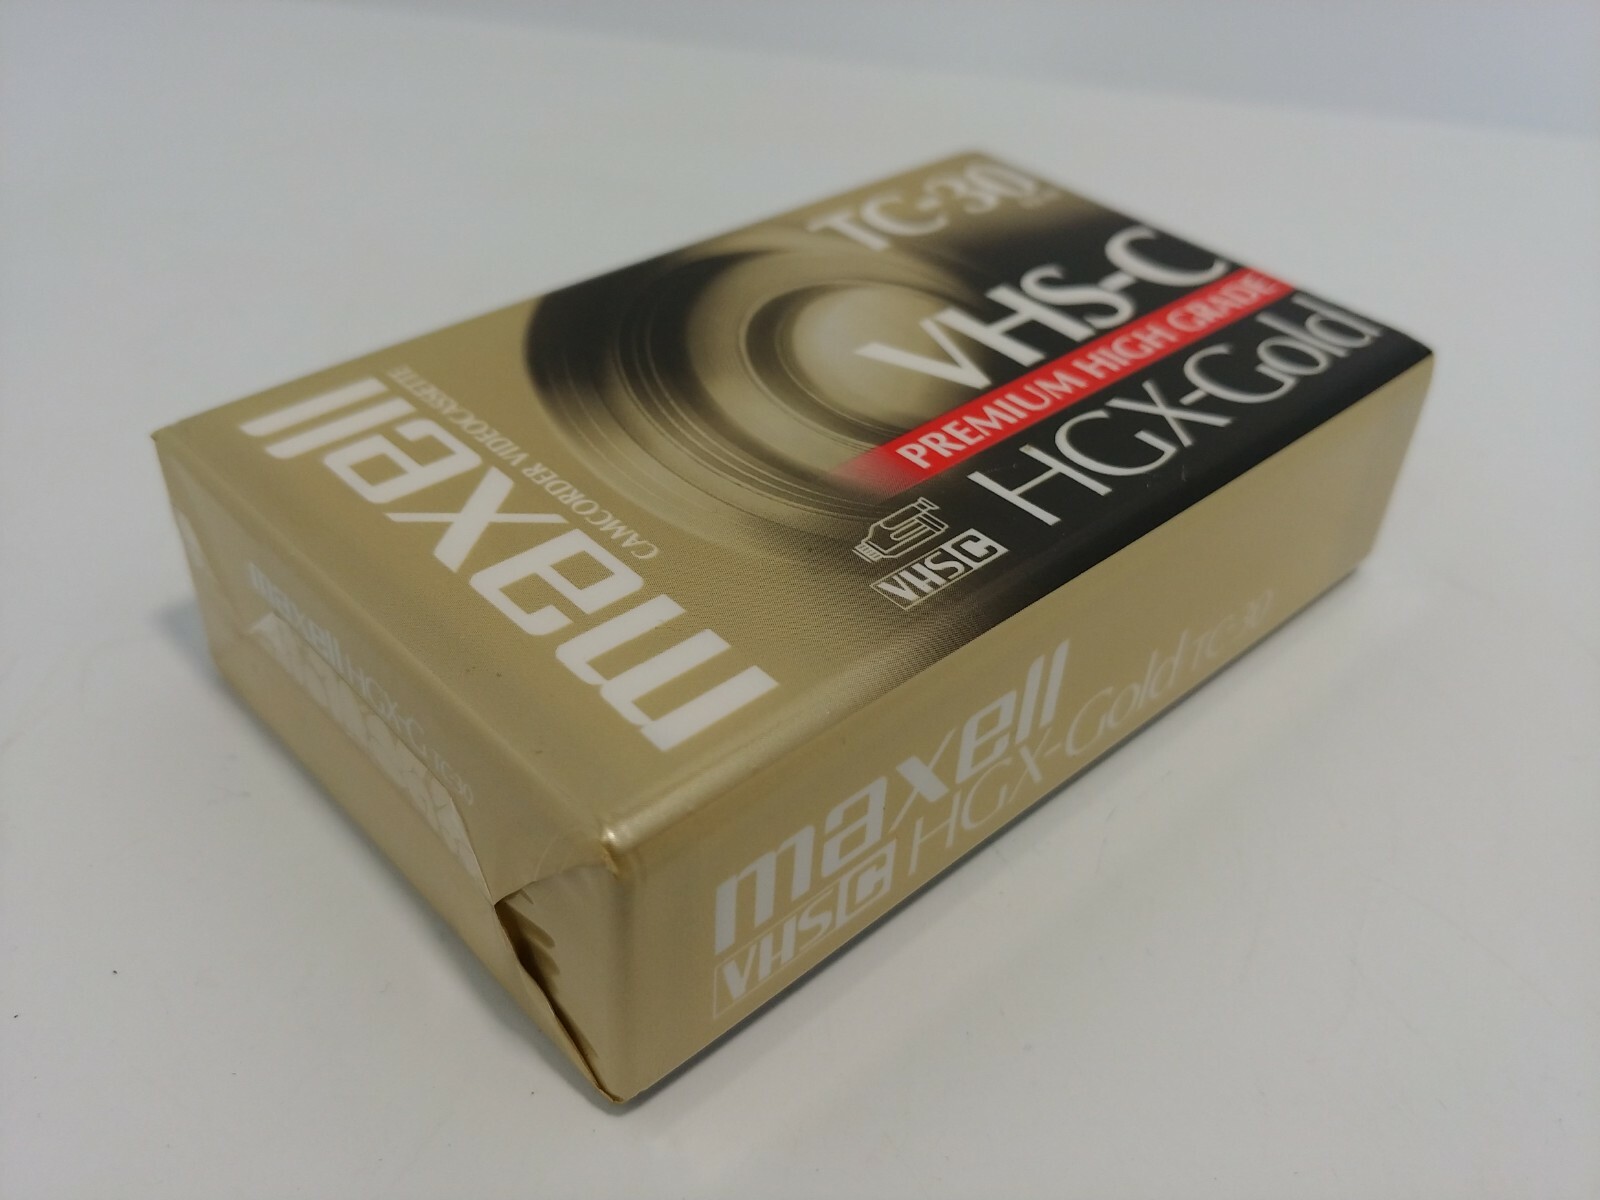 TC-30
VHS-C
PREMIUM HIGH GRADE
HGX-Gold
VHS C
maxell
CAMCORDER VIDEOCASSETTE
maxell
VHS C HGX-Gold TC-30
maxell HGX-G TC-30